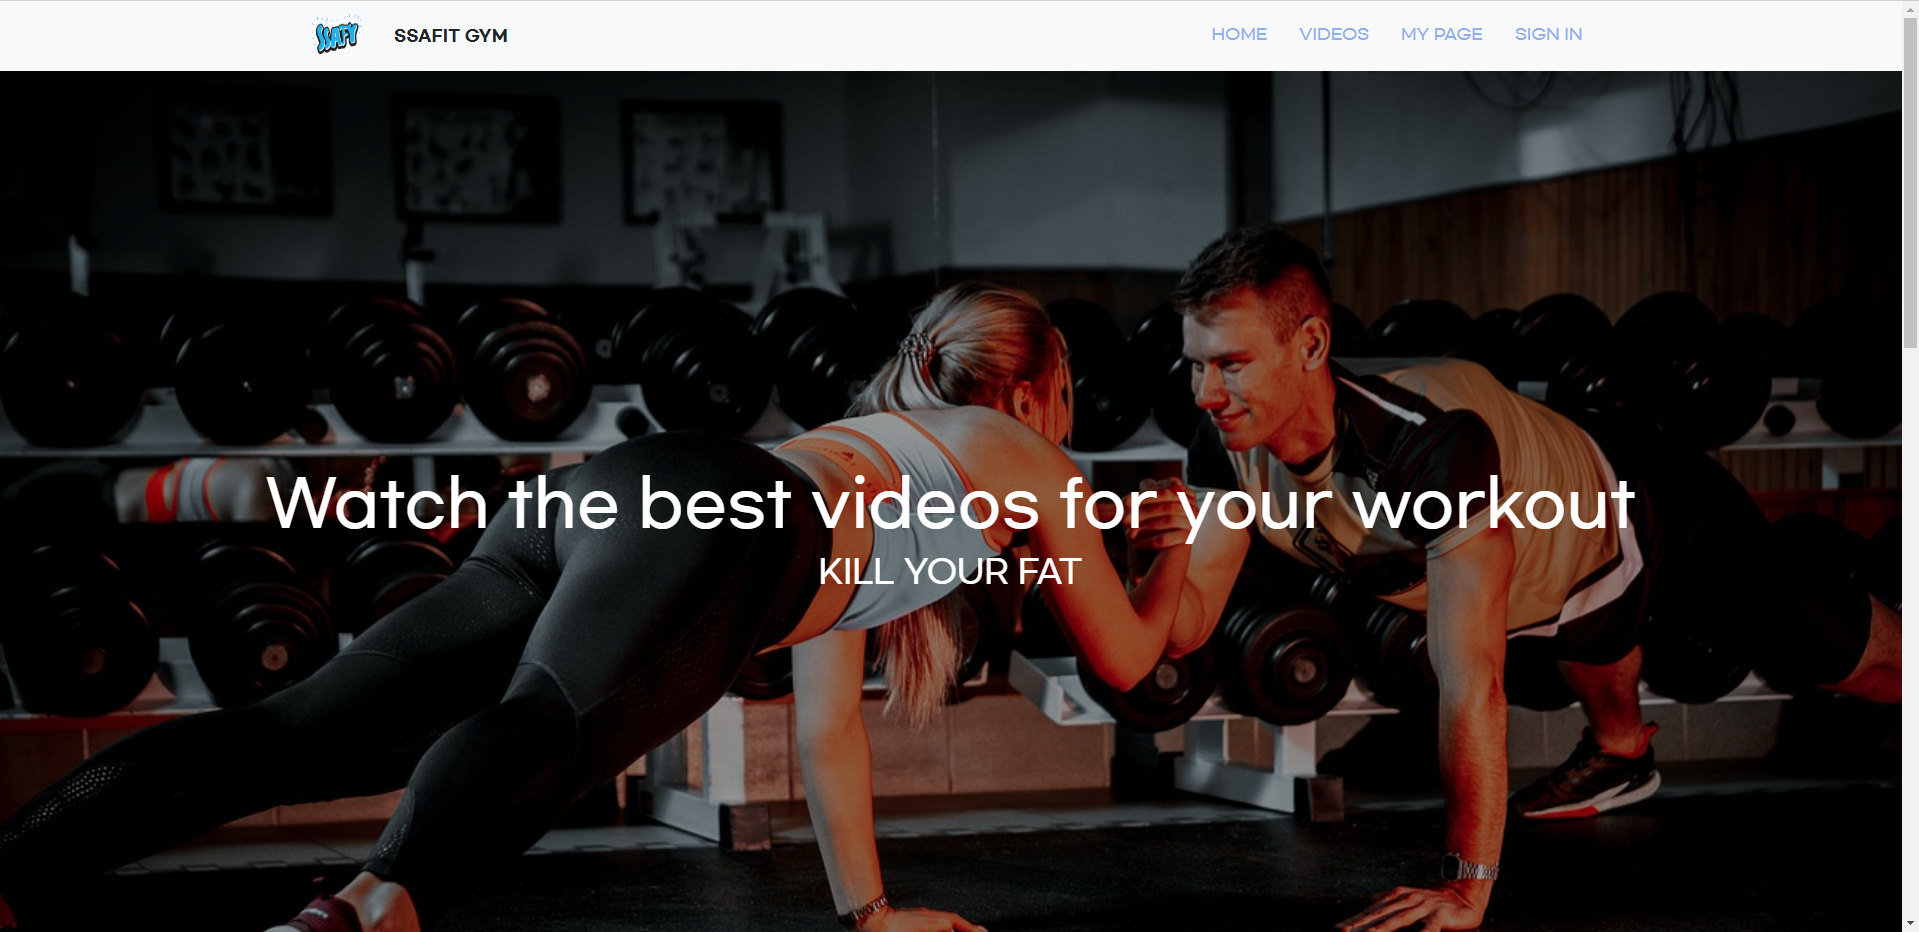 SSAFY
SSAFIT GYM
HOME
VIDEOS
MY PAGE
SIGN IN
Watch the best videos for your workout
KILL YOUR FAT